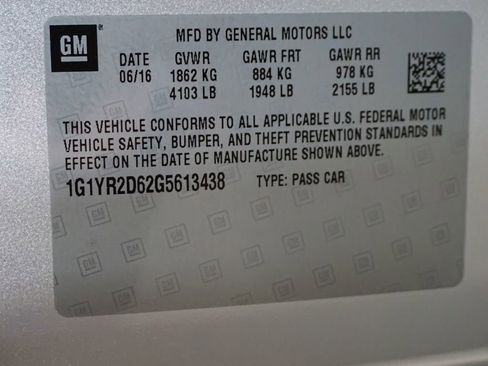 GM
MFD BY GENERAL MOTORS LLC
DATE GVWR GAWR FRT GAWR RR
06/16 1862 KG 884 KG 978 KG
4103 LB 1948 LB 2155 LB
THIS VEHICLE CONFORMS TO ALL APPLICABLE U.S. FEDERAL MOTOR
VEHICLE SAFETY, BUMPER, AND THEFT PREVENTION STANDARDS IN
EFFECT ON THE DATE OF MANUFACTURE SHOWN ABOVE.
1G1YR2D62G5613438 TYPE: PASS CAR